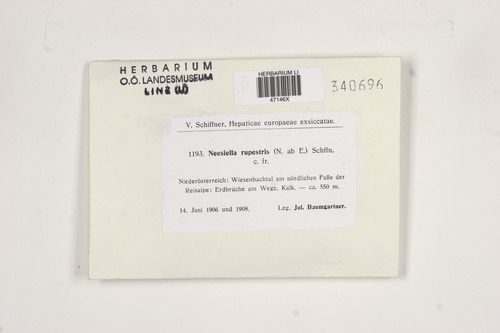 HERBARIUM
O.Ö. LANDESMUSEUM
LINZ
HERBARIUM LI
47146X
340696
V. Schiffner, Hepaticae europaeae exsiccatae.
1193. Neesiella rupestris (N. ab E.) Schffn.
c. fr.
Niederösterreich: Wiesenbachtal am nördlichen Fuße der
Reisalpe; Erdbrüche am Wege, Kalk. — ca. 550 m.
14. Juni 1906 und 1908. Leg. Jul. Baumgartner.